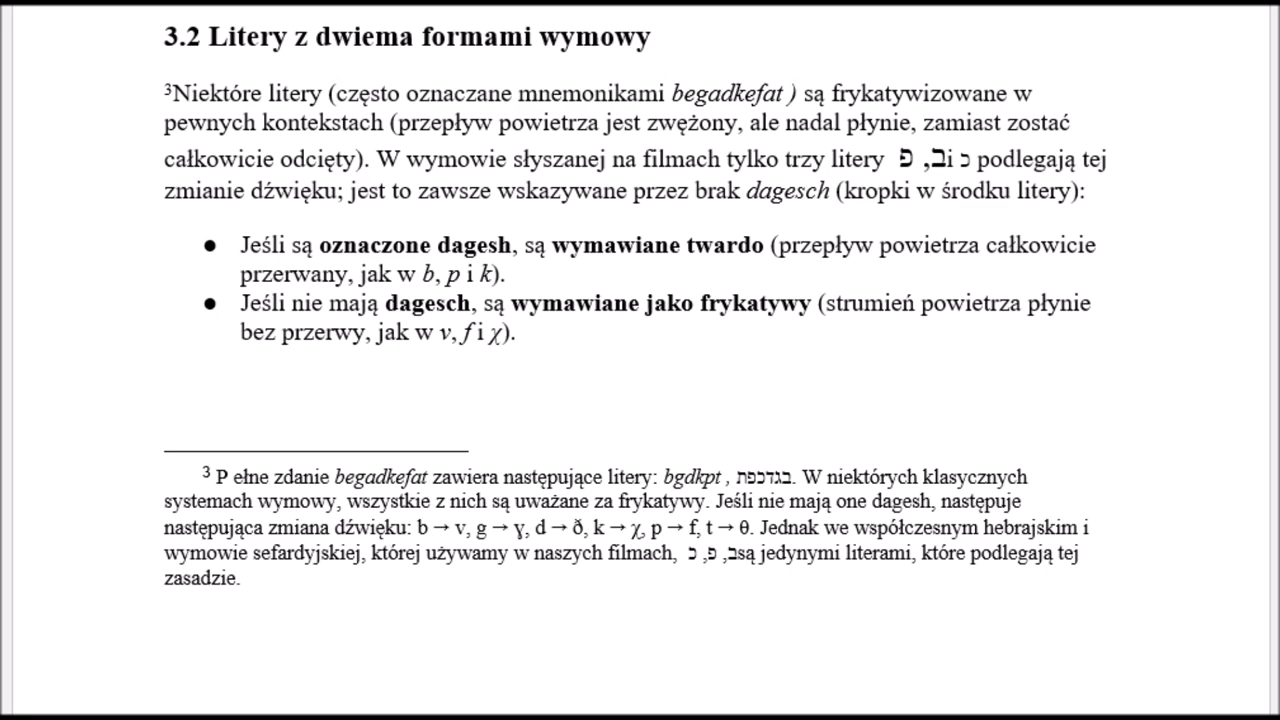 3.2 Litery z dwiema formami wymowy
³Niektóre litery (często oznaczane mnemonikami begadkefat ) są frykatywizowane w
pewnych kontekstach (przepływ powietrza jest zwężony, ale nadal płynie, zamiast zostać
całkowicie odcięty). W wymowie słyszanej na filmach tylko trzy litery ב, פi כ podlegają tej
zmianie dźwięku; jest to zawsze wskazywane przez brak dagesch (kropki w środku litery):
● Jeśli są oznaczone dagesh, są wymawiane twardo (przepływ powietrza całkowicie
przerwany, jak w b, p i k).
● Jeśli nie mają dagesch, są wymawiane jako frykatywy (strumień powietrza płynie
bez przerwy, jak w v, f i χ).
³ P ełne zdanie begadkefat zawiera następujące litery: bgdkpt , בגדכפת. W niektórych klasycznych
systemach wymowy, wszystkie z nich są uważane za frykatywy. Jeśli nie mają one dagesh, następuje
następująca zmiana dźwięku: b → v, g → ɣ, d → ð, k → χ, p → f, t → θ. Jednak we współczesnym hebrajskim i
wymowie sefardyjskiej, której używamy w naszych filmach, ב, פ, כsą jedynymi literami, które podlegają tej
zasadzie.